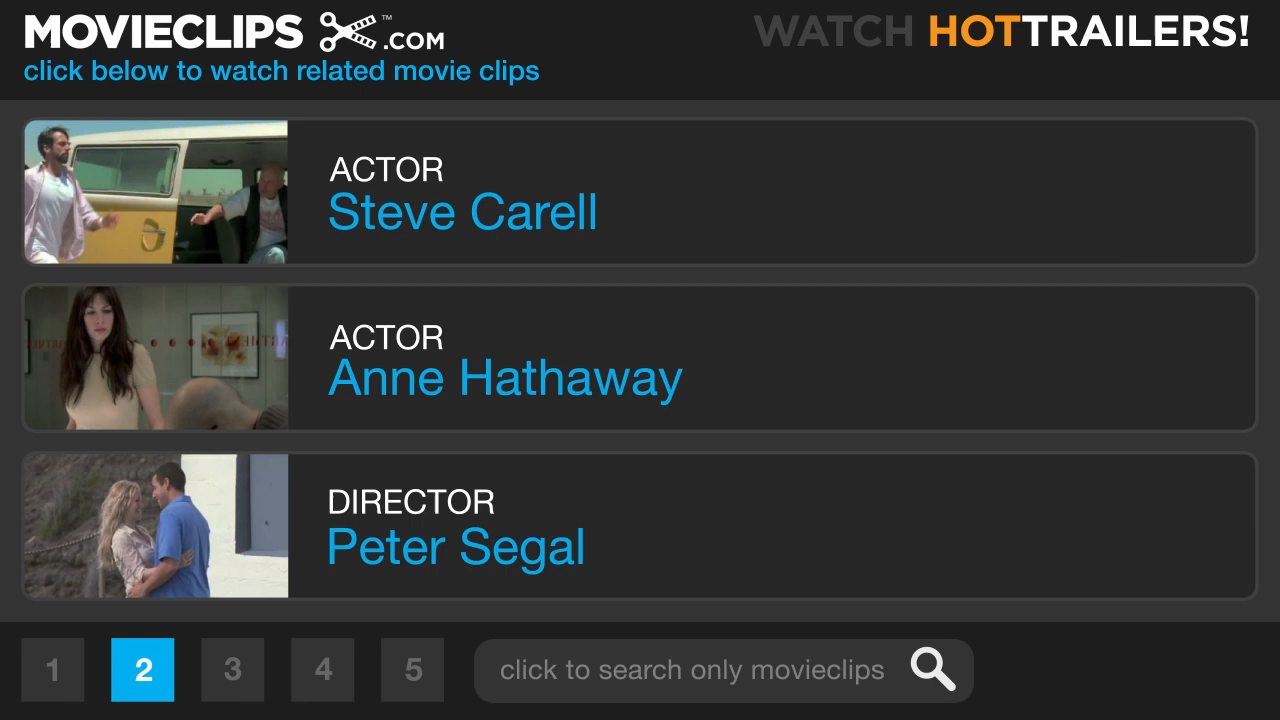 MOVIECLIPS ™ .COM
WATCH HOTTRAILERS!
click below to watch related movie clips
ACTOR
Steve Carell
ACTOR
Anne Hathaway
DIRECTOR
Peter Segal
1 2 3 4 5
click to search only movieclips